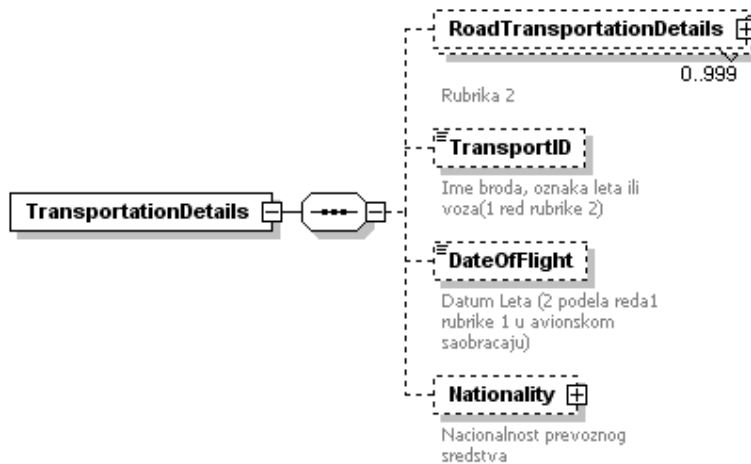 RoadTransportationDetails
0..999
Rubrika 2
TransportID
Ime broda, oznaka leta ili
voza(1 red rubrike 2)
TransportationDetails
DateOfFlight
Datum Leta (2 podela reda1
rubrike 1 u avionskom
saobracaju)
Nationality
Nacionalnost prevoznog
sredstva